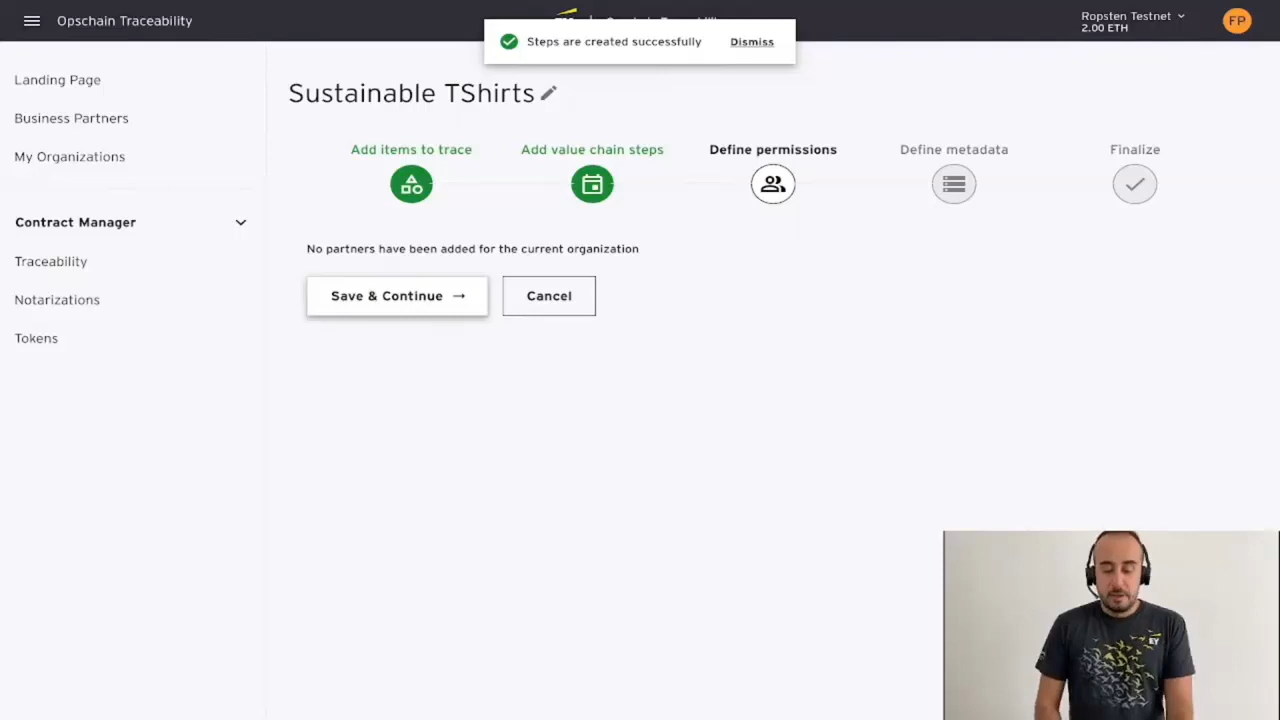 Opschain Traceability
Ropsten Testnet
2.00 ETH
FP
Steps are created successfully
Dismiss
Landing Page
Business Partners
My Organizations
Contract Manager
Traceability
Notarizations
Tokens
Sustainable TShirts
Add items to trace
Add value chain steps
Define permissions
Define metadata
Finalize
No partners have been added for the current organization
Save & Continue →
Cancel
EY